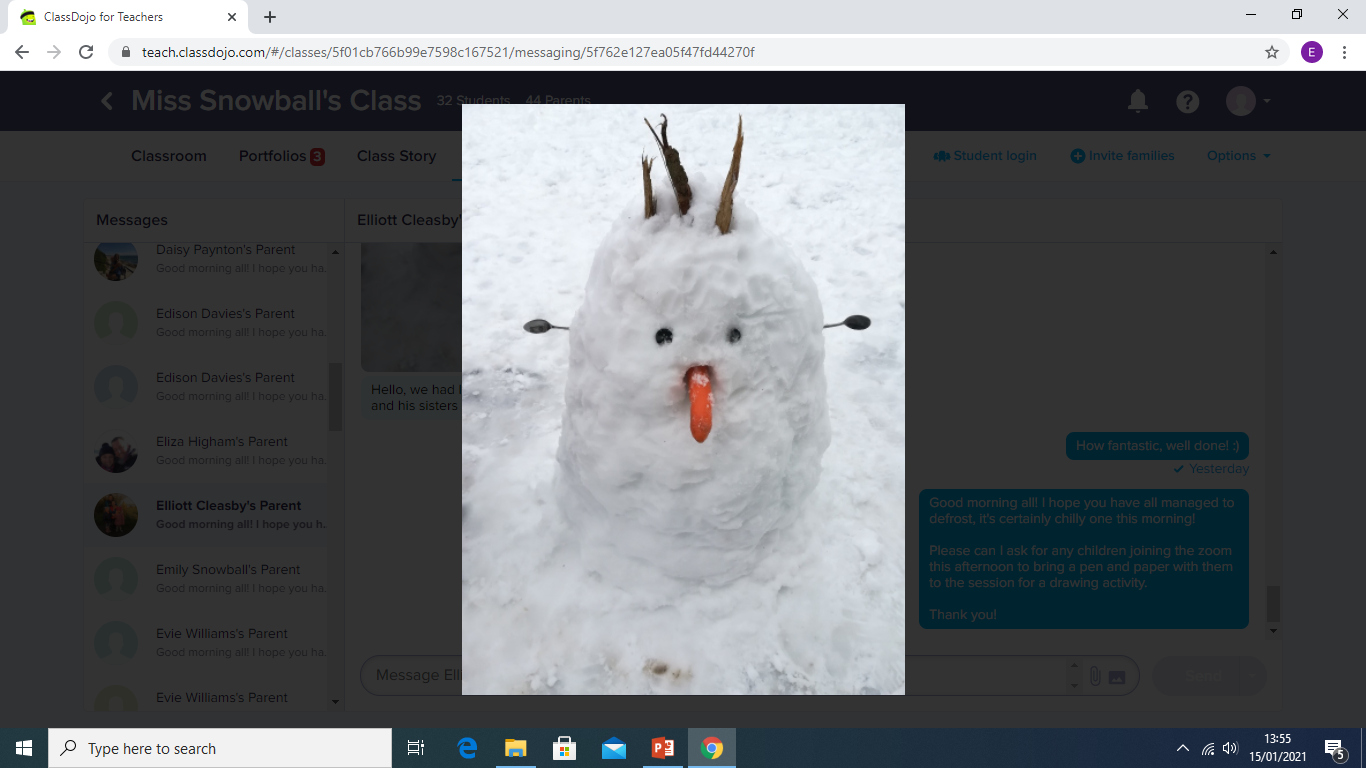 ClassDojo for Teachers
teach.classdojo.com/#/classes/5f01cb766b99e7598c167521/messaging/5f762e127ea05f47fd44270f
E
Miss Snowball's Class 32 Students 44 Parents
Classroom Portfolios 3 Class Story Student login Invite families Options
Messages
Elliott Cleasby'
Daisy Paynton's Parent
Good morning all! I hope you ha...
Edison Davies's Parent
Good morning all! I hope you ha...
Edison Davies's Parent
Good morning all! I hope you ha...
Eliza Higham's Parent
Good morning all! I hope you ha...
Elliott Cleasby's Parent
Good morning all! I hope you h...
Emily Snowball's Parent
Good morning all! I hope you ha...
Evie Williams's Parent
Good morning all! I hope you ha...
Evie Williams's Parent
Hello, we had
and his sisters
How fantastic, well done! :)
Yesterday
Good morning all! I hope you have all managed to
defrost, it's certainly chilly one this morning!
Please can I ask for any children joining the zoom
this afternoon to bring a pen and paper with them
to the session for a drawing activity.
Thank you!
Message Elli
Send
Type here to search
13:55
15/01/2021
5